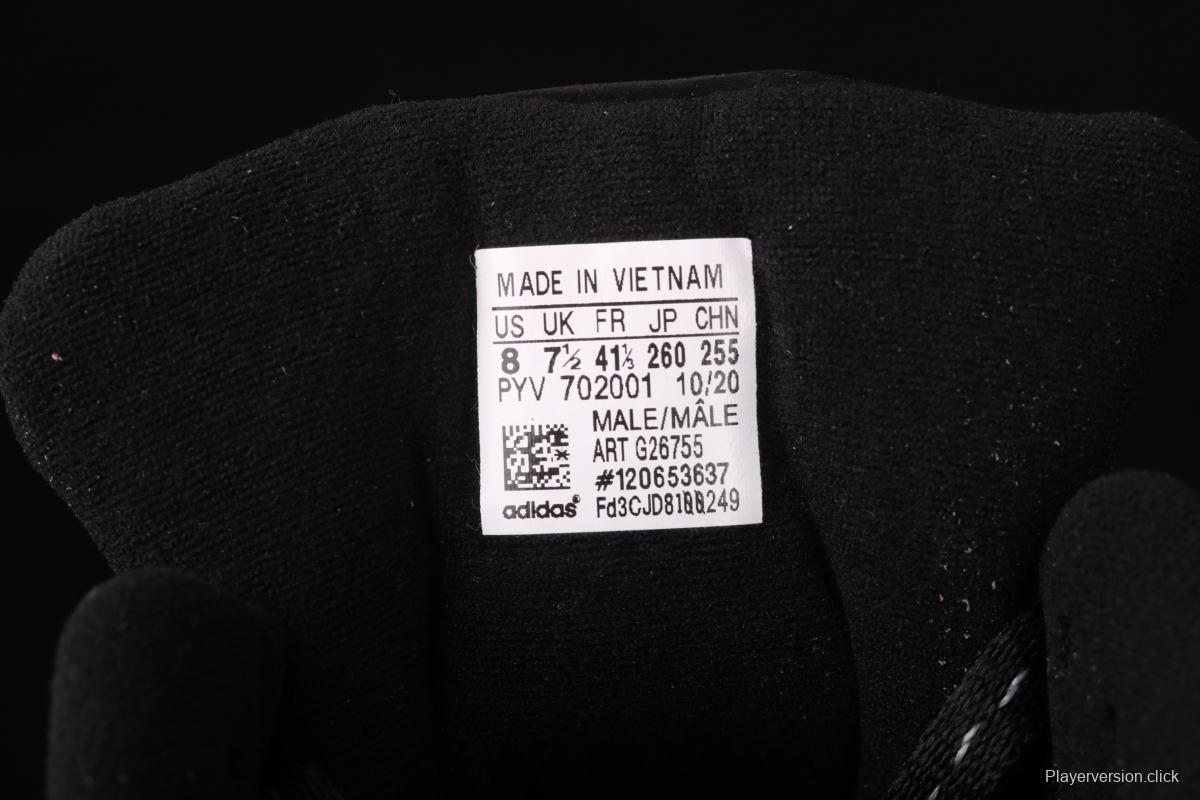 MADE IN VIETNAM
US UK FR JP CHN
8 7½ 41⅓ 260 255
PYV 702001 10/20
MALE/MÂLE
ART G26755
#120653637
adidas® Fd3CJD8100249
Playerversion.click